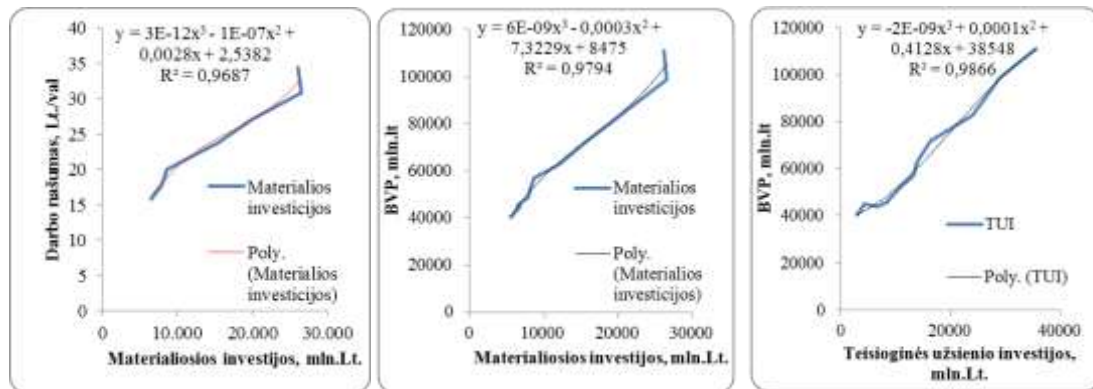 y = 3E-12x³ - 1E-07x² +
0,0028x + 2,5382
R² = 0,9687
40
35
30
25
20
15
10
5
0
Darbo našumas, Lt./val
Materialios
investicijos
Poly.
(Materialios
investicijos)
0
10.000
20.000
30.000
Materialiosios investijos, mln.Lt.
y = 6E-09x³ - 0,0003x² +
7,3229x + 8475
R² = 0,9794
120000
100000
80000
60000
40000
20000
0
BVP, mln.lt
Materialios
investicijos
Poly.
(Materialios
investicijos)
0
10000
20000
30000
Materialiosios investijos, mln.Lt.
y = -2E-09x³ + 0,0001x² +
0,4128x + 38548
R² = 0,9866
120000
100000
80000
60000
40000
20000
0
BVP, mln.lt
TUI
Poly. (TUI)
0
20000
40000
Teisioginės užsienio investijos,
mln.Lt.